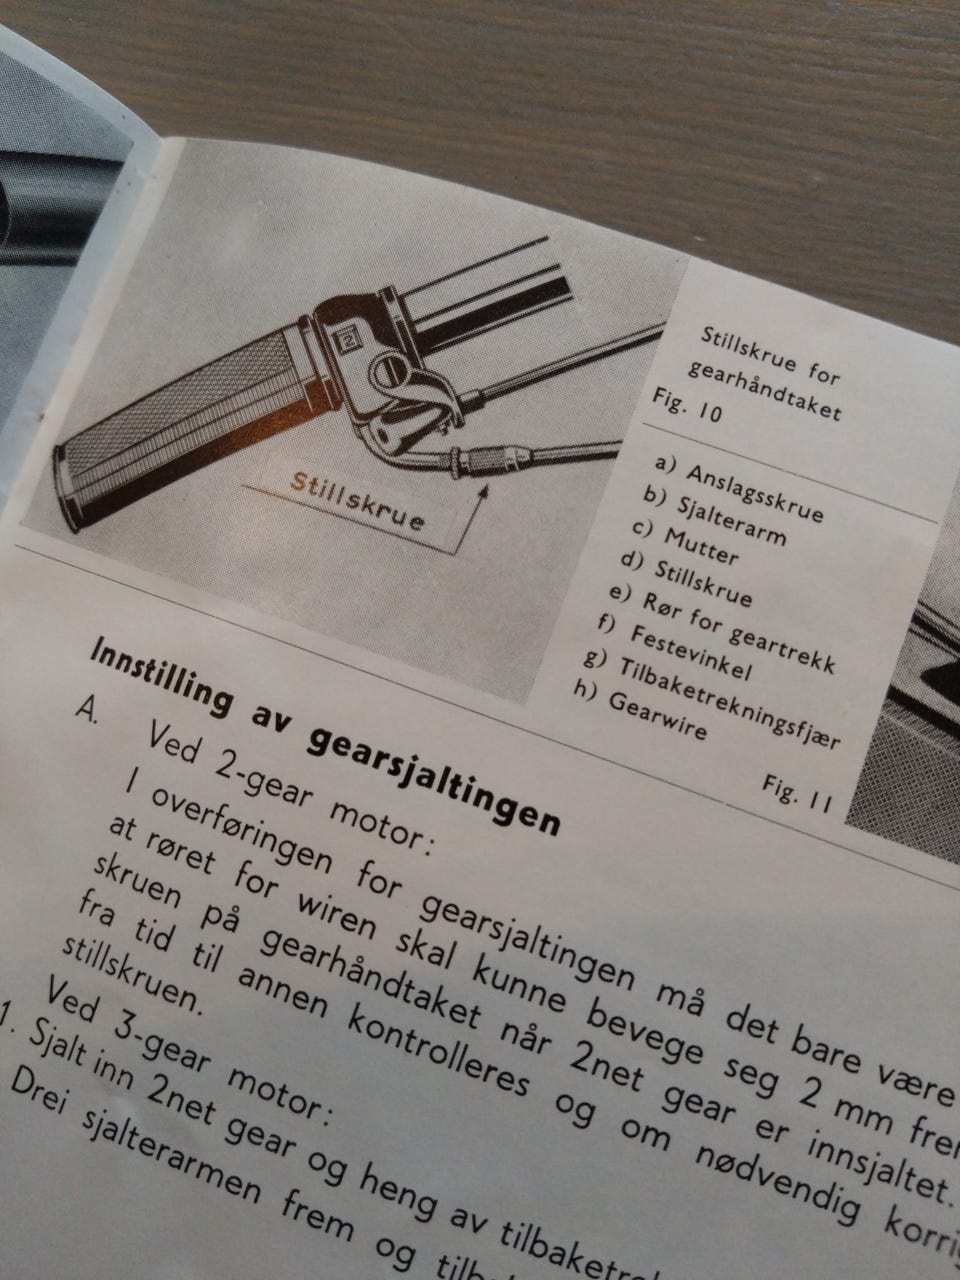 2
Stillskrue
Stillskrue for
gearhåndtaket
Fig. 10
a) Anslagsskrue
b) Sjalterarm
c) Mutter
d) Stillskrue
e) Rør for geartrekk
f) Festevinkel
g) Tilbaketrekningsfjær
h) Gearwire
Fig. 11
Innstilling av gearsjaltingen
A. Ved 2-gear motor:
I overføringen for gearsjaltingen må det bare være
at røret for wiren skal kunne bevege seg 2 mm
skruen på gearhåndtaket når 2net gear er innsjaltet.
fra tid til annen kontrolleres og om nødvendig
stillskruen.
Ved 3-gear motor:
1. Sjalt inn 2net gear og heng av
Drei sjalterarmen frem og